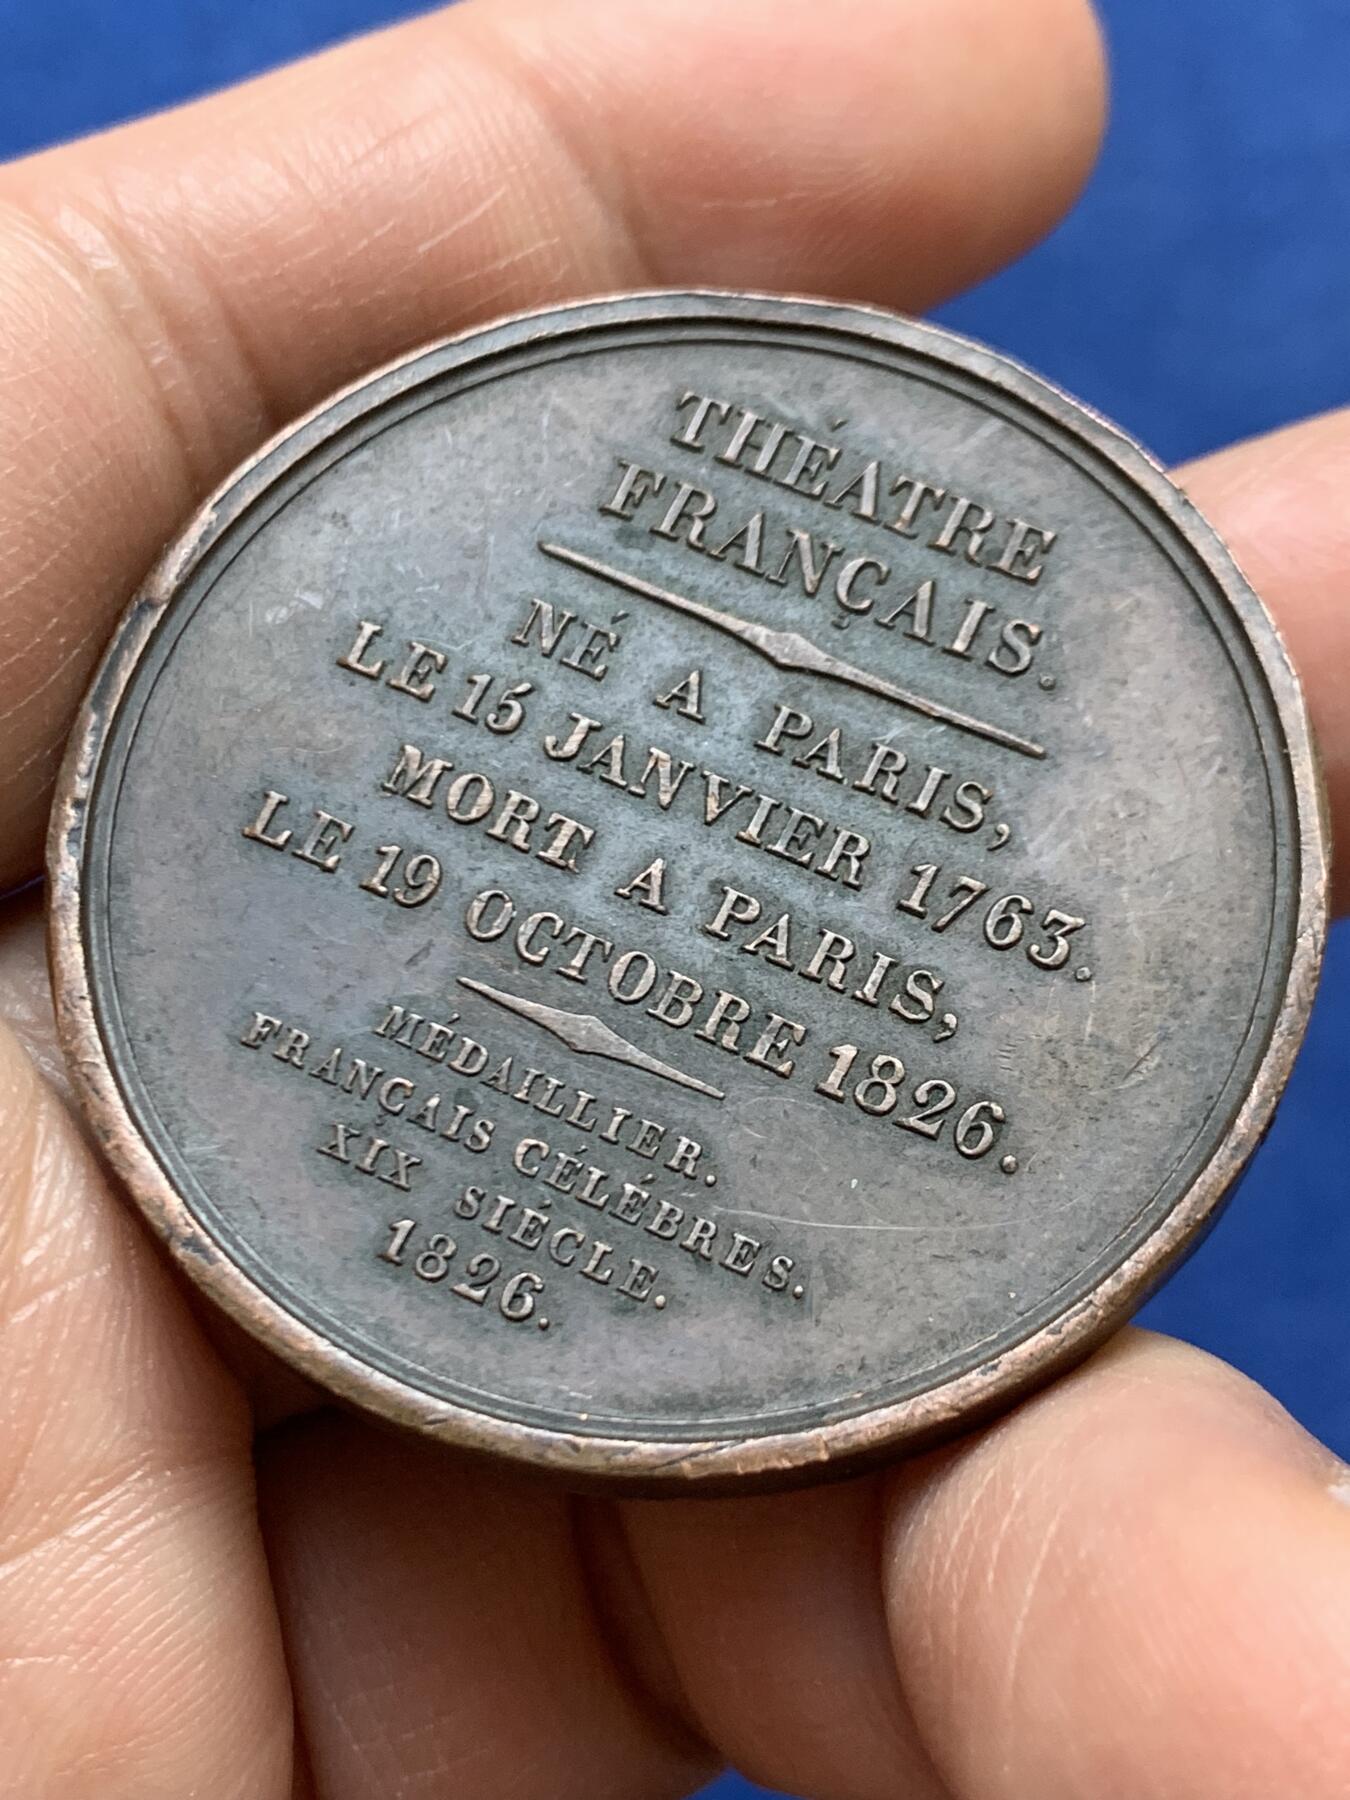 THÉATRE
FRANÇAIS.
NÉ A PARIS,
LE 15 JANVIER 1763.
MORT A PARIS,
LE 19 OCTOBRE 1826.
MÉDAILLIER.
FRANÇAIS CÉLÉBRES.
XIX SIÉCLE.
1826.